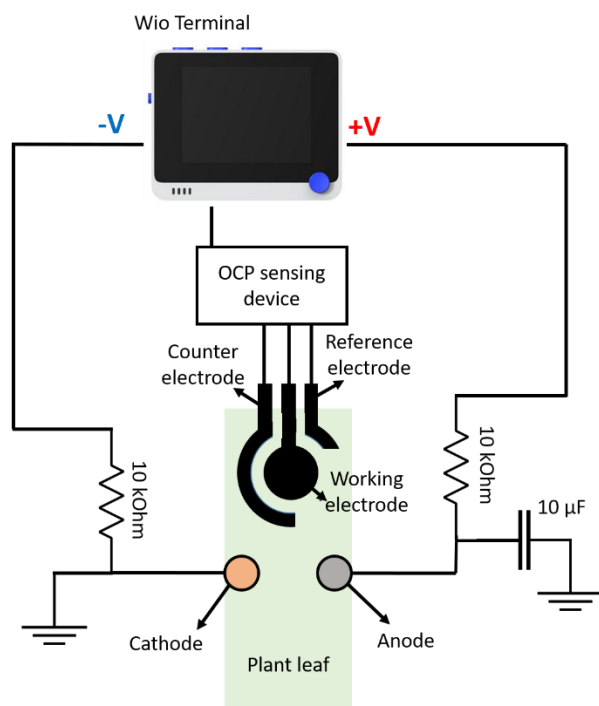 Wio Terminal
-V
+V
OCP sensing
device
Counter
electrode
Reference
electrode
Working
electrode
10 kOhm
10 kOhm
10 µF
Cathode
Anode
Plant leaf